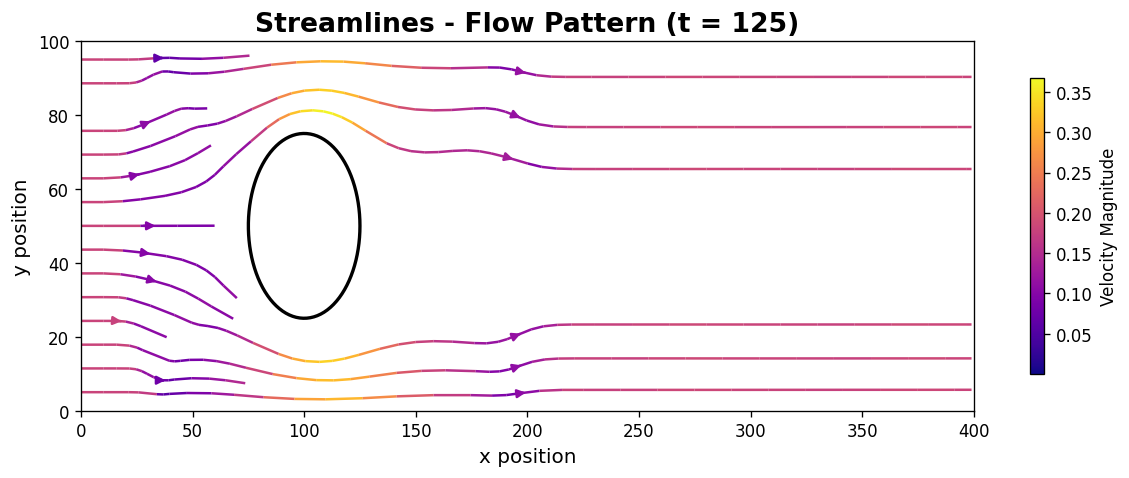 Streamlines - Flow Pattern (t = 125)
100
80
60
40
20
0
y position
0 50 100 150 200 250 300 350 400
x position
0.35
0.30
0.25
0.20
0.15
0.10
0.05
Velocity Magnitude